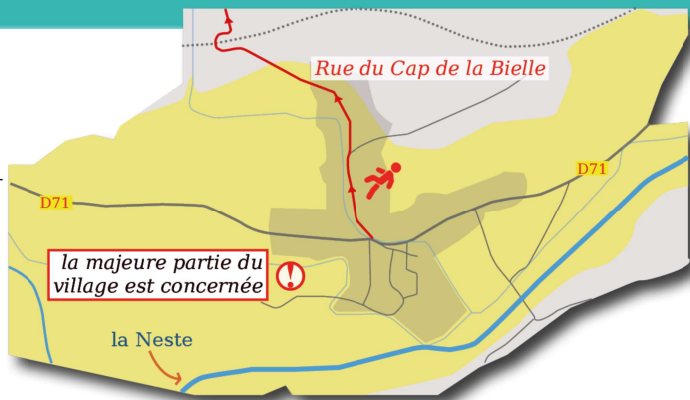 Rue du Cap de la Bielle
D71
D71
la majeure partie du
village est concernée
la Neste